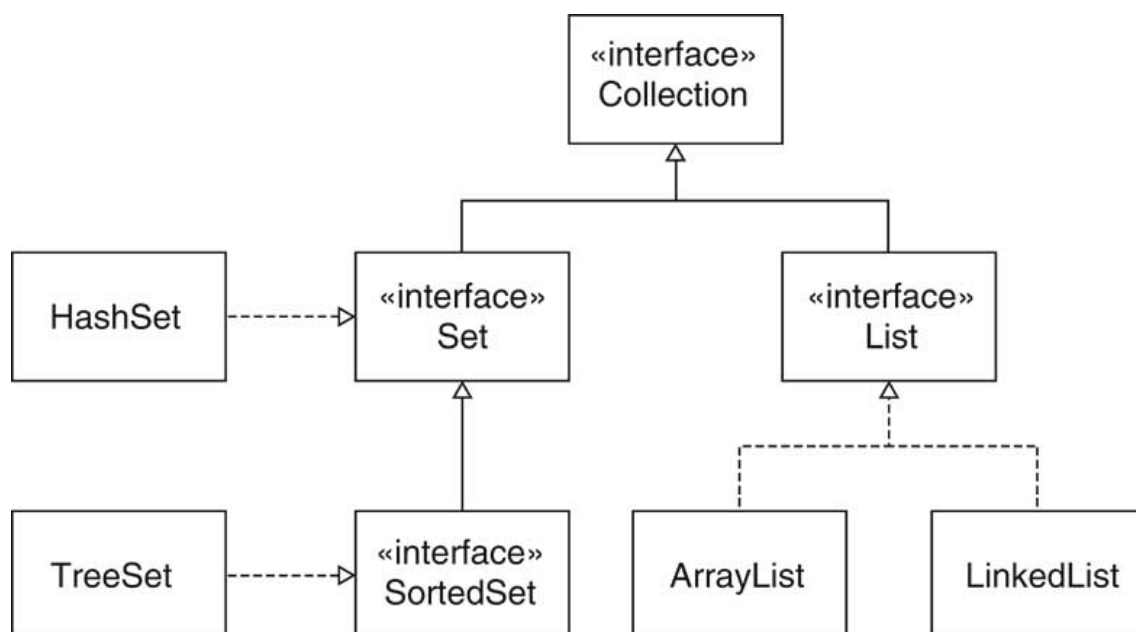 «interface»
Collection
HashSet
«interface»
Set
«interface»
List
TreeSet
«interface»
SortedSet
ArrayList
LinkedList